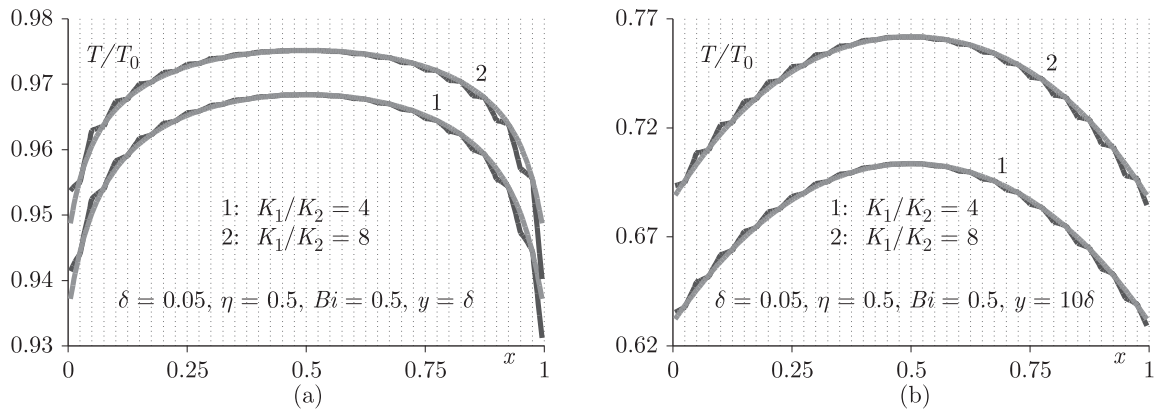 0.98
T/T₀
0.97
0.96
0.95
0.94
0.93
2
1
1: K₁/K₂ = 4
2: K₁/K₂ = 8
δ = 0.05, η = 0.5, Bi = 0.5, y = δ
0 0.25 0.5 0.75 x 1
(a)
0.77
T/T₀
0.72
0.67
0.62
2
1
1: K₁/K₂ = 4
2: K₁/K₂ = 8
δ = 0.05, η = 0.5, Bi = 0.5, y = 10δ
0 0.25 0.5 0.75 x 1
(b)